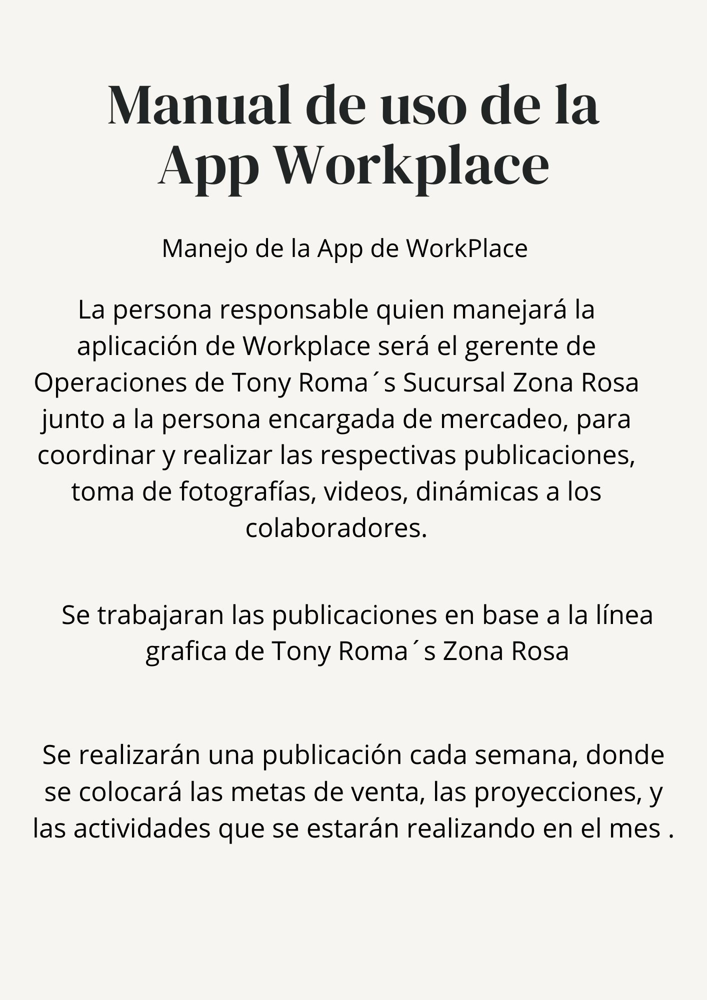 Manual de uso de la
App Workplace
Manejo de la App de WorkPlace
La persona responsable quien manejará la
aplicación de Workplace será el gerente de
Operaciones de Tony Roma´s Sucursal Zona Rosa
junto a la persona encargada de mercadeo, para
coordinar y realizar las respectivas publicaciones,
toma de fotografías, videos, dinámicas a los
colaboradores.
Se trabajaran las publicaciones en base a la línea
grafica de Tony Roma´s Zona Rosa
Se realizarán una publicación cada semana, donde
se colocará las metas de venta, las proyecciones, y
las actividades que se estarán realizando en el mes .